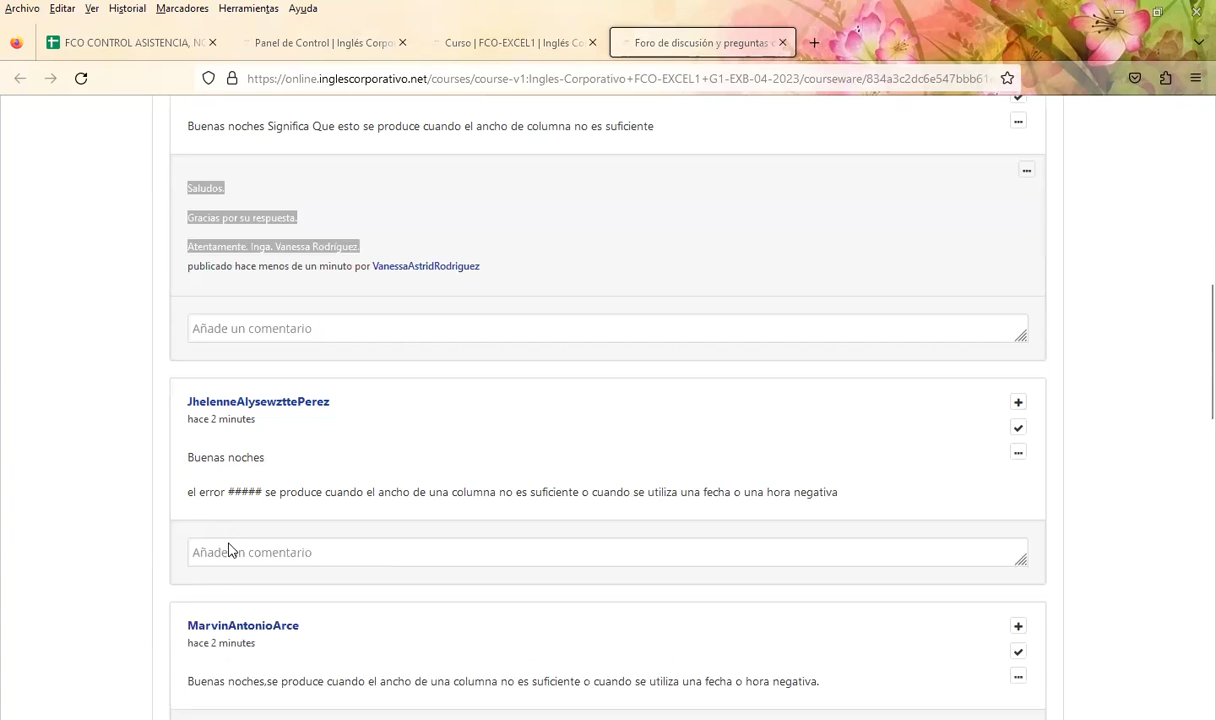 Archivo Editar Ver Historial Marcadores Herramientas Ayuda
FCO CONTROL ASISTENCIA, NO
Panel de Control | Inglés Corpo
Curso | FCO-EXCEL1 | Inglés Co
Foro de discusión y preguntas
https://online.inglescorporativo.net/courses/course-v1:Ingles-Corporativo+FCO-EXCEL1+G1-EXB-04-2023/courseware/834a3c2dc6e547bbb61
Buenas noches Significa Que esto se produce cuando el ancho de columna no es suficiente
Saludos.
Gracias por su respuesta.
Atentamente. Inga. Vanessa Rodríguez.
publicado hace menos de un minuto por VanessaAstridRodriguez
Añade un comentario
JhelenneAlysewzttePerez
hace 2 minutes
Buenas noches
el error ##### se produce cuando el ancho de una columna no es suficiente o cuando se utiliza una fecha o una hora negativa
Añade un comentario
MarvinAntonioArce
hace 2 minutes
Buenas noches,se produce cuando el ancho de una columna no es suficiente o cuando se utiliza una fecha u hora negativa.